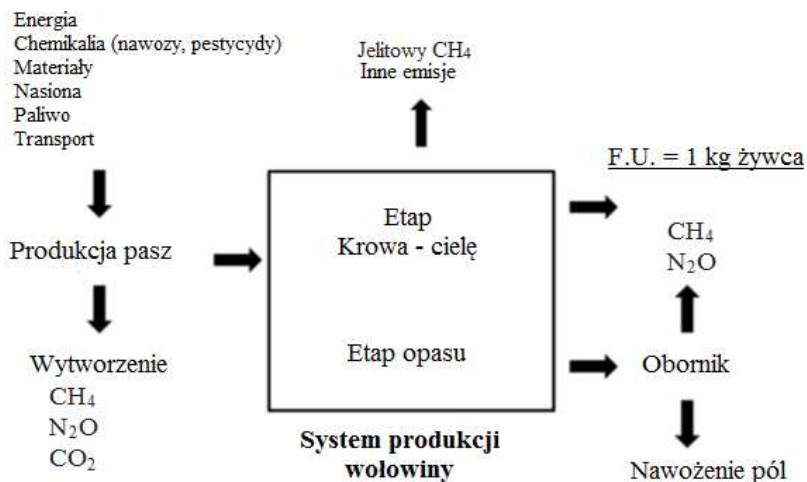 Energia
Chemikalia (nawozy, pestycydy)
Materiały
Nasiona
Paliwo
Transport
Jelitowy CH₄
Inne emisje
F.U. = 1 kg żywca
Etap
Krowa - cielę
CH₄
N₂O
Produkcja pasz
Etap opasu
Wytworzenie
CH₄
N₂O
CO₂
Obornik
System produkcji
wołowiny
Nawożenie pól